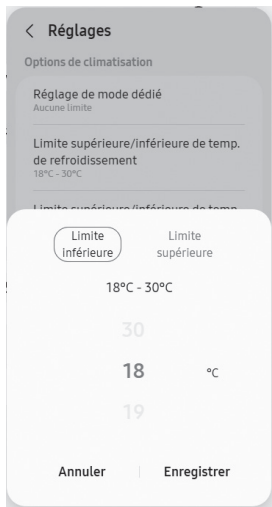 Réglages
Options de climatisation
Réglage de mode dédié
Aucune limite
Limite supérieure/inférieure de temp.
de refroidissement
18°C - 30°C
Limite supérieure/inférieure de temp.
Limite
inférieure
Limite
supérieure
18°C - 30°C
30
18
°C
19
Annuler
Enregistrer